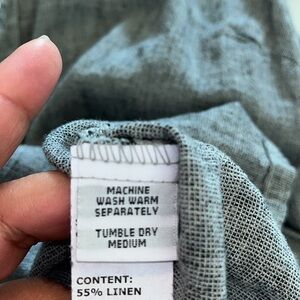 MACHINE
WASH WARM
SEPARATELY
TUMBLE DRY
MEDIUM
CONTENT:
55% LINEN